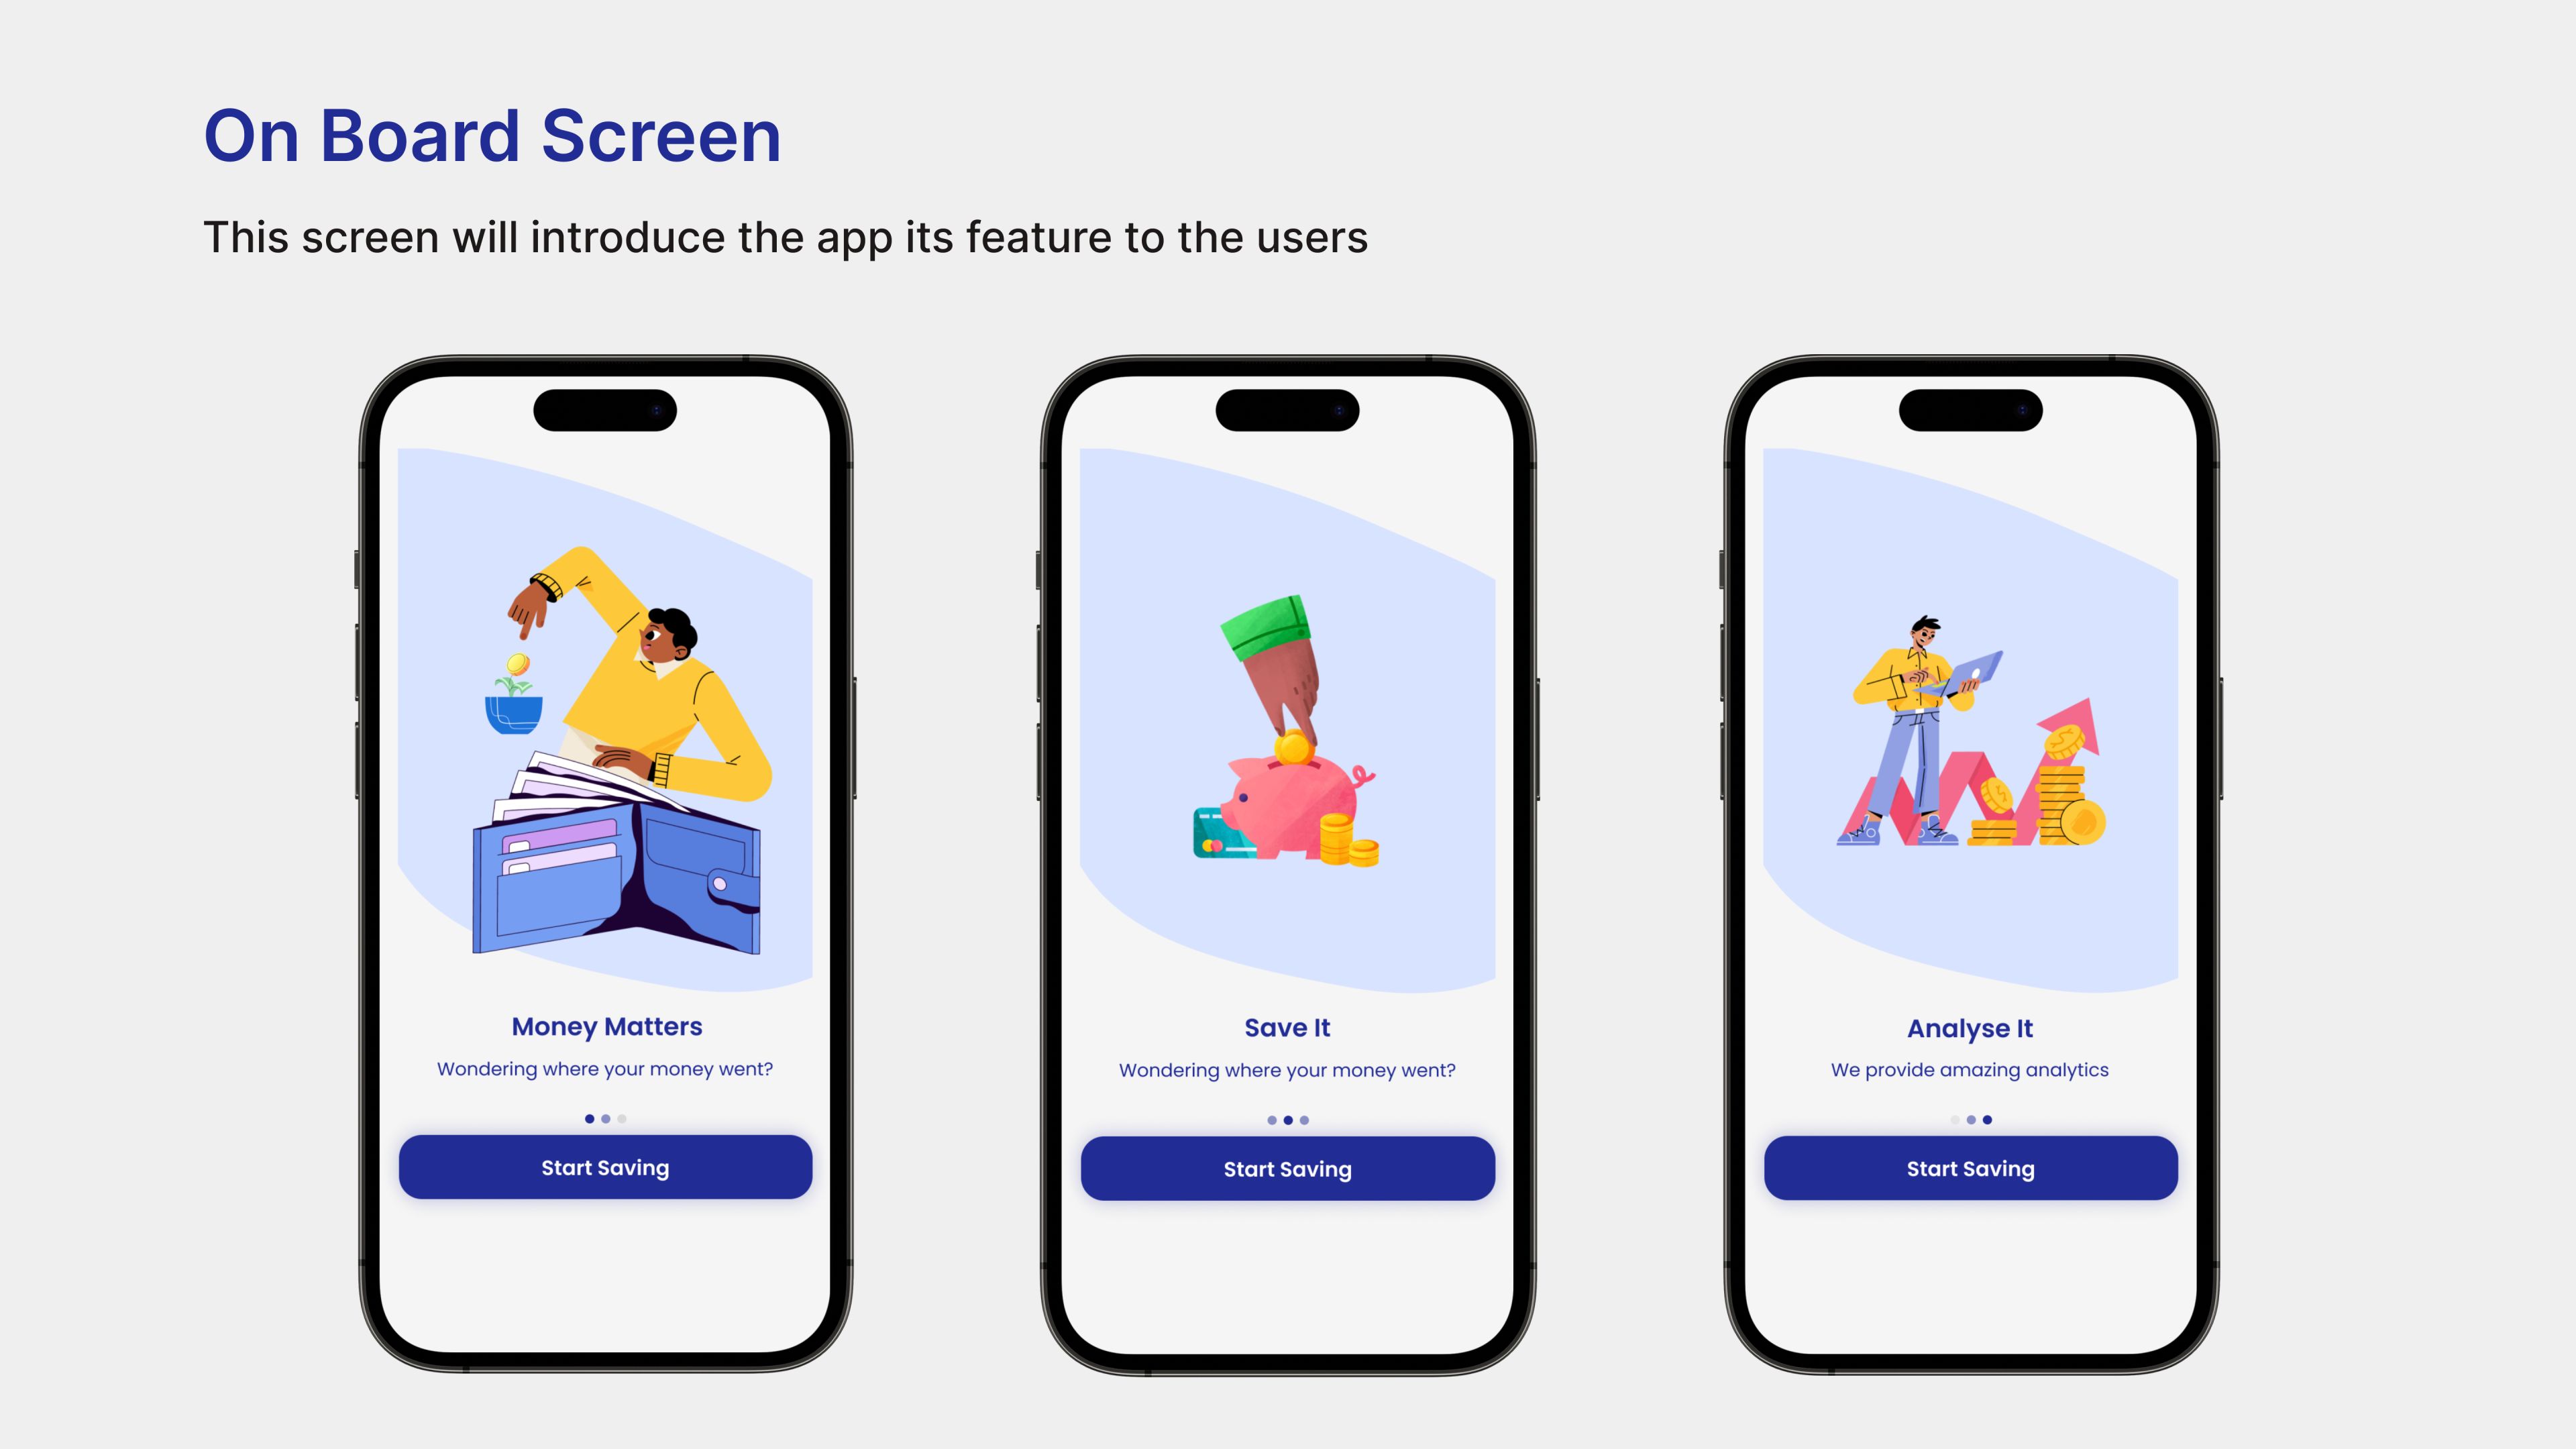 On Board Screen
This screen will introduce the app its feature to the users
Money Matters
Wondering where your money went?
Start Saving
Save It
Wondering where your money went?
Start Saving
Analyse It
We provide amazing analytics
Start Saving